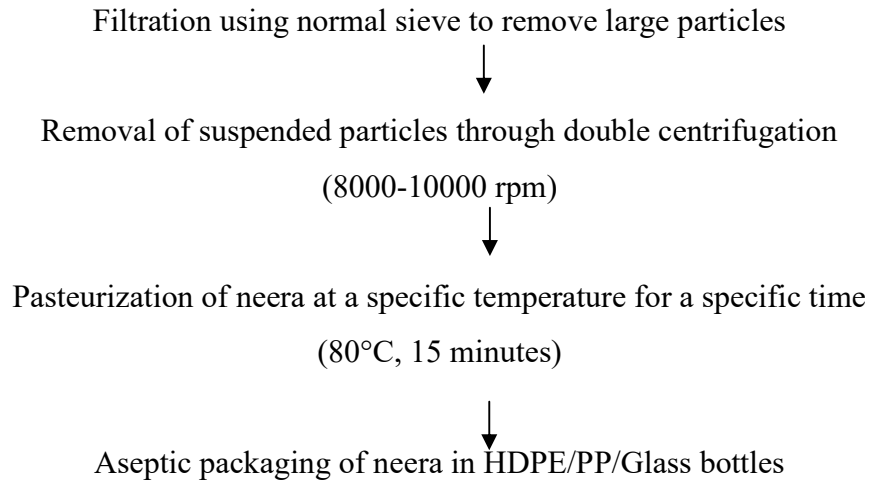 Filtration using normal sieve to remove large particles
Removal of suspended particles through double centrifugation
(8000-10000 rpm)
Pasteurization of neera at a specific temperature for a specific time
(80°C, 15 minutes)
Aseptic packaging of neera in HDPE/PP/Glass bottles